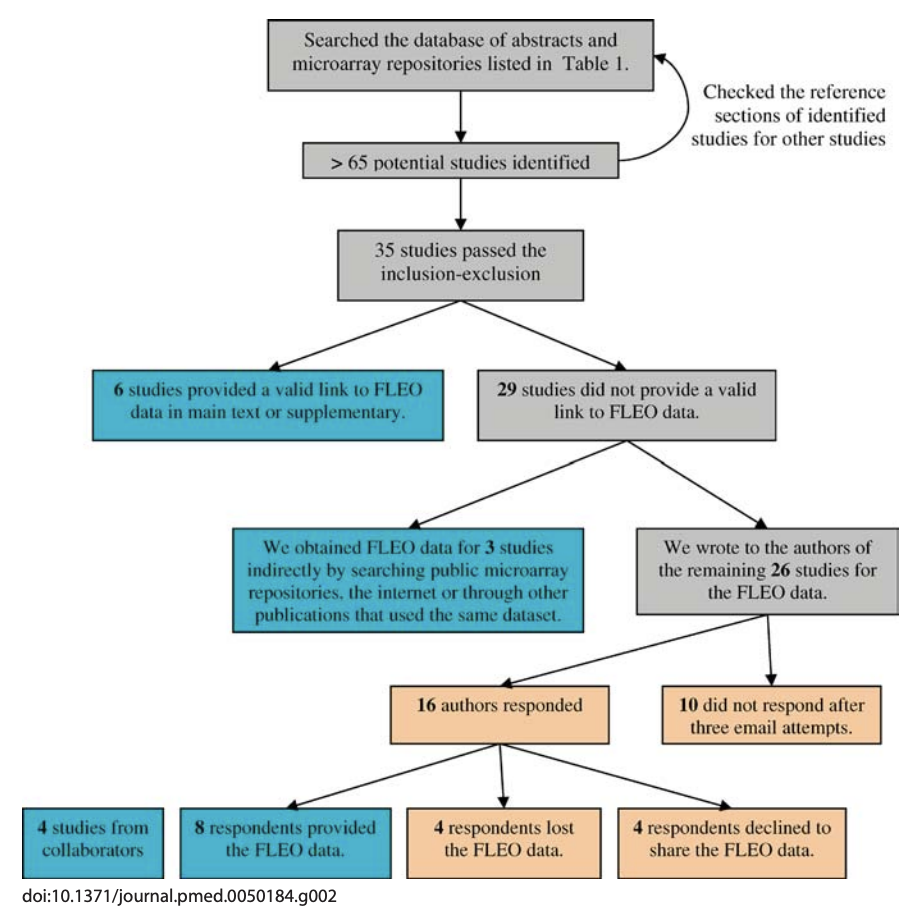 Searched the database of abstracts and
microarray repositories listed in Table 1.
Checked the reference
sections of identified
studies for other studies
> 65 potential studies identified
35 studies passed the
inclusion-exclusion
6 studies provided a valid link to FLEO
data in main text or supplementary.
29 studies did not provide a valid
link to FLEO data.
We obtained FLEO data for 3 studies
indirectly by searching public microarray
repositories, the internet or through other
publications that used the same dataset.
We wrote to the authors of
the remaining 26 studies for
the FLEO data.
16 authors responded
10 did not respond after
three email attempts.
4 studies from
collaborators
8 respondents provided
the FLEO data.
4 respondents lost
the FLEO data.
4 respondents declined to
share the FLEO data.
doi:10.1371/journal.pmed.0050184.g002